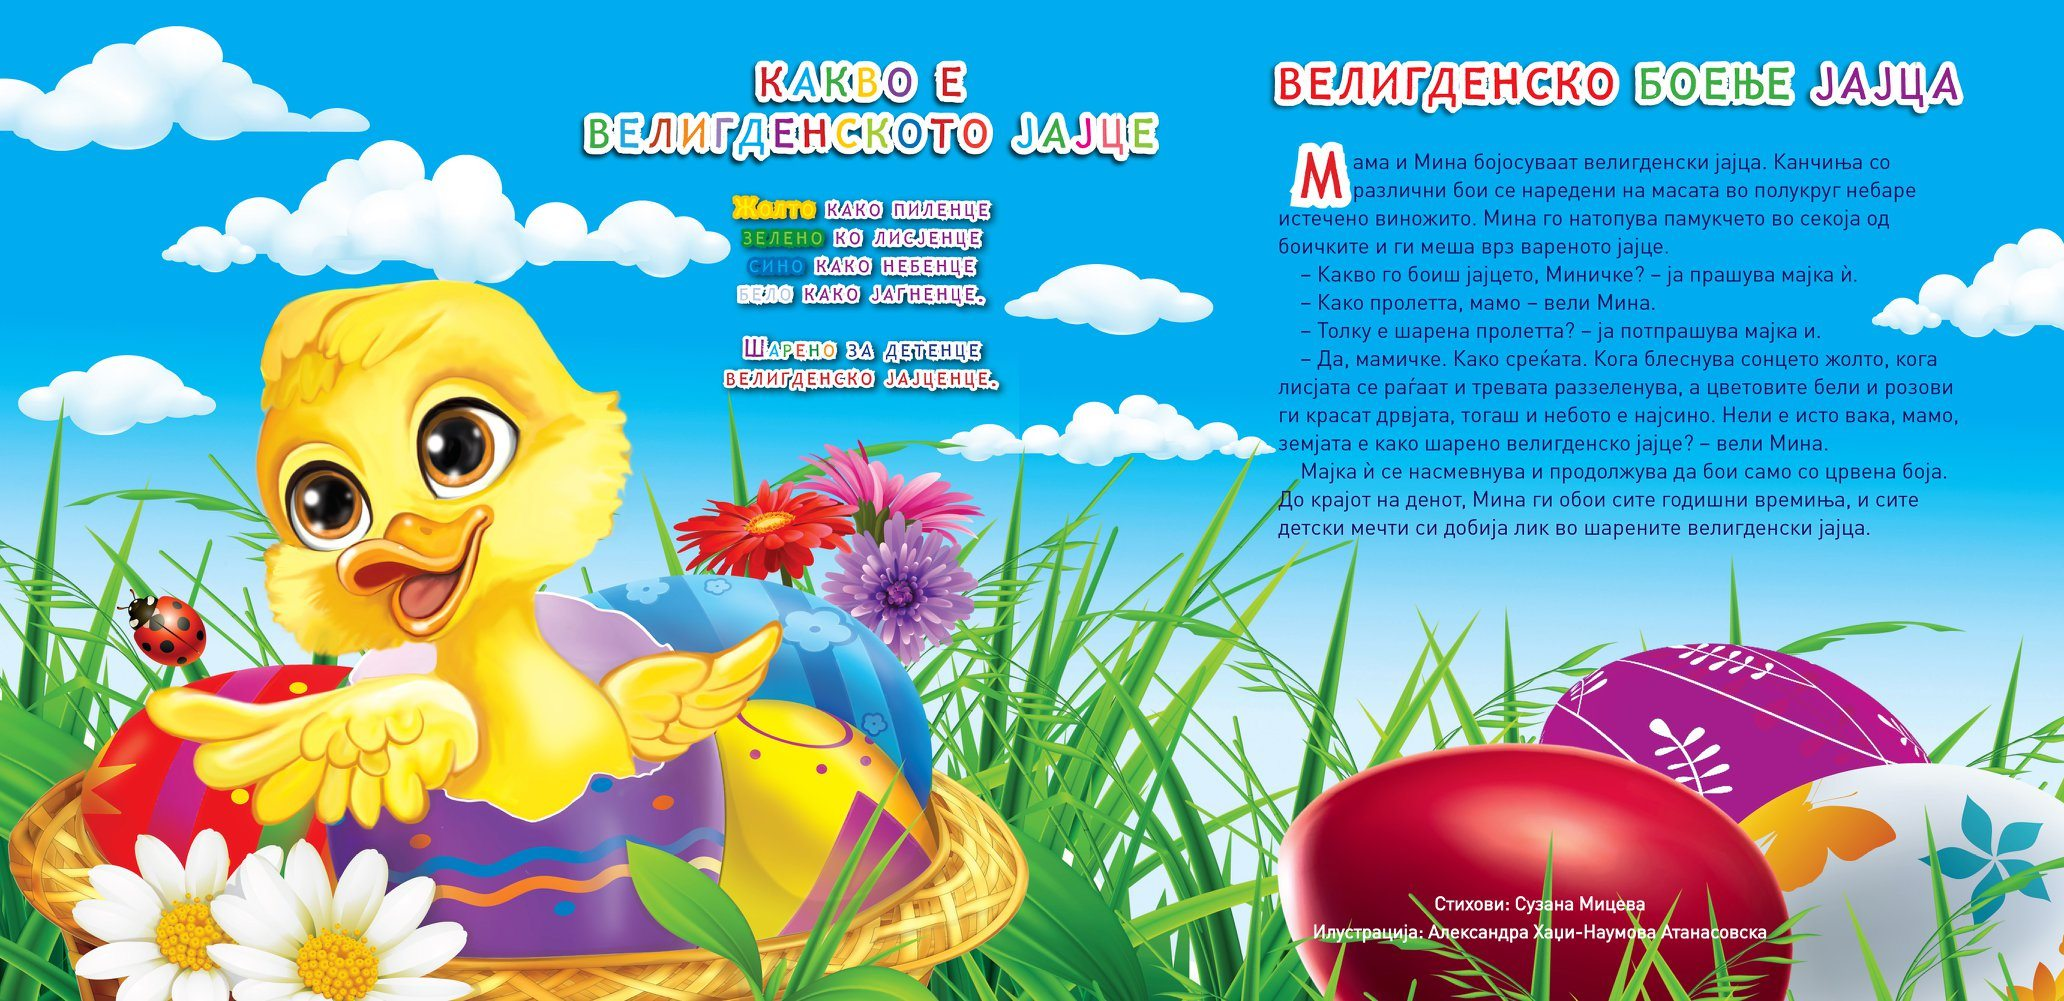 КАКВО Е
ВЕЛИГДЕНСКОТО ЈАЈЦЕ
Жолто како пиленце
зелено ко лисјенце
сино како небенце
бело како јагненце.
Шарено за детенце
велигденско јајценце.
ВЕЛИГДЕНСКО БОЕЊЕ ЈАЈЦА
Мама и Мина бојосуваат велигденски јајца. Канчиња со
различни бои се наредени на масата во полукруг небаре
истечено виножито. Мина го натопува памукчето во секоја од
боичките и ги меша врз вареното јајце.
– Какво го боиш јајцето, Миничке? – ја прашува мајка ѝ.
– Како пролетта, мамо – вели Мина.
– Толку е шарена пролетта? – ја потпрашува мајка и.
– Да, мамичке. Како среќата. Кога блеснува сонцето жолто, кога
лисјата се раѓаат и тревата раззеленува, а цветовите бели и розови
ги красат дрвјата, тогаш и небото е најсино. Нели е исто вака, мамо,
земјата е како шарено велигденско јајце? – вели Мина.
Мајка ѝ се насмевнува и продолжува да бои само со црвена боја.
До крајот на денот, Мина ги обои сите годишни времиња, и сите
детски мечти си добија лик во шарените велигденски јајца.
Стихови: Сузана Мицева
Илустрација: Александра Хаџи-Наумова Атанасовска